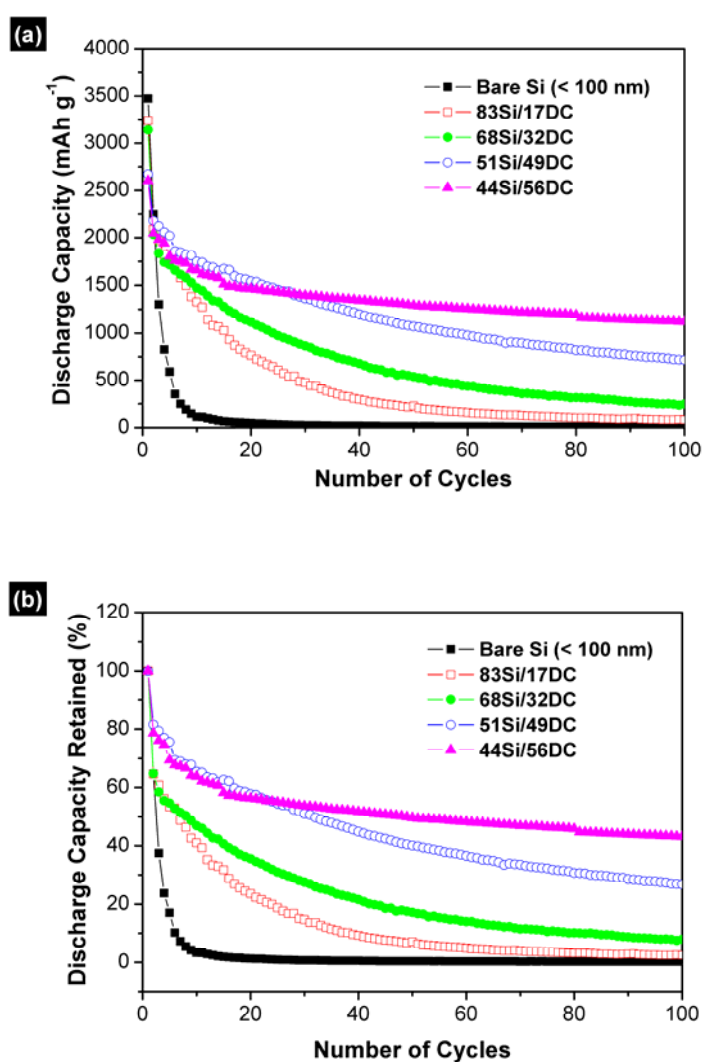 (a)
4000
3500
3000
2500
2000
1500
1000
500
0
Discharge Capacity (mAh g⁻¹)
Bare Si (< 100 nm)
83Si/17DC
68Si/32DC
51Si/49DC
44Si/56DC
0 20 40 60 80 100
Number of Cycles
(b)
120
100
80
60
40
20
0
Discharge Capacity Retained (%)
Bare Si (< 100 nm)
83Si/17DC
68Si/32DC
51Si/49DC
44Si/56DC
0 20 40 60 80 100
Number of Cycles